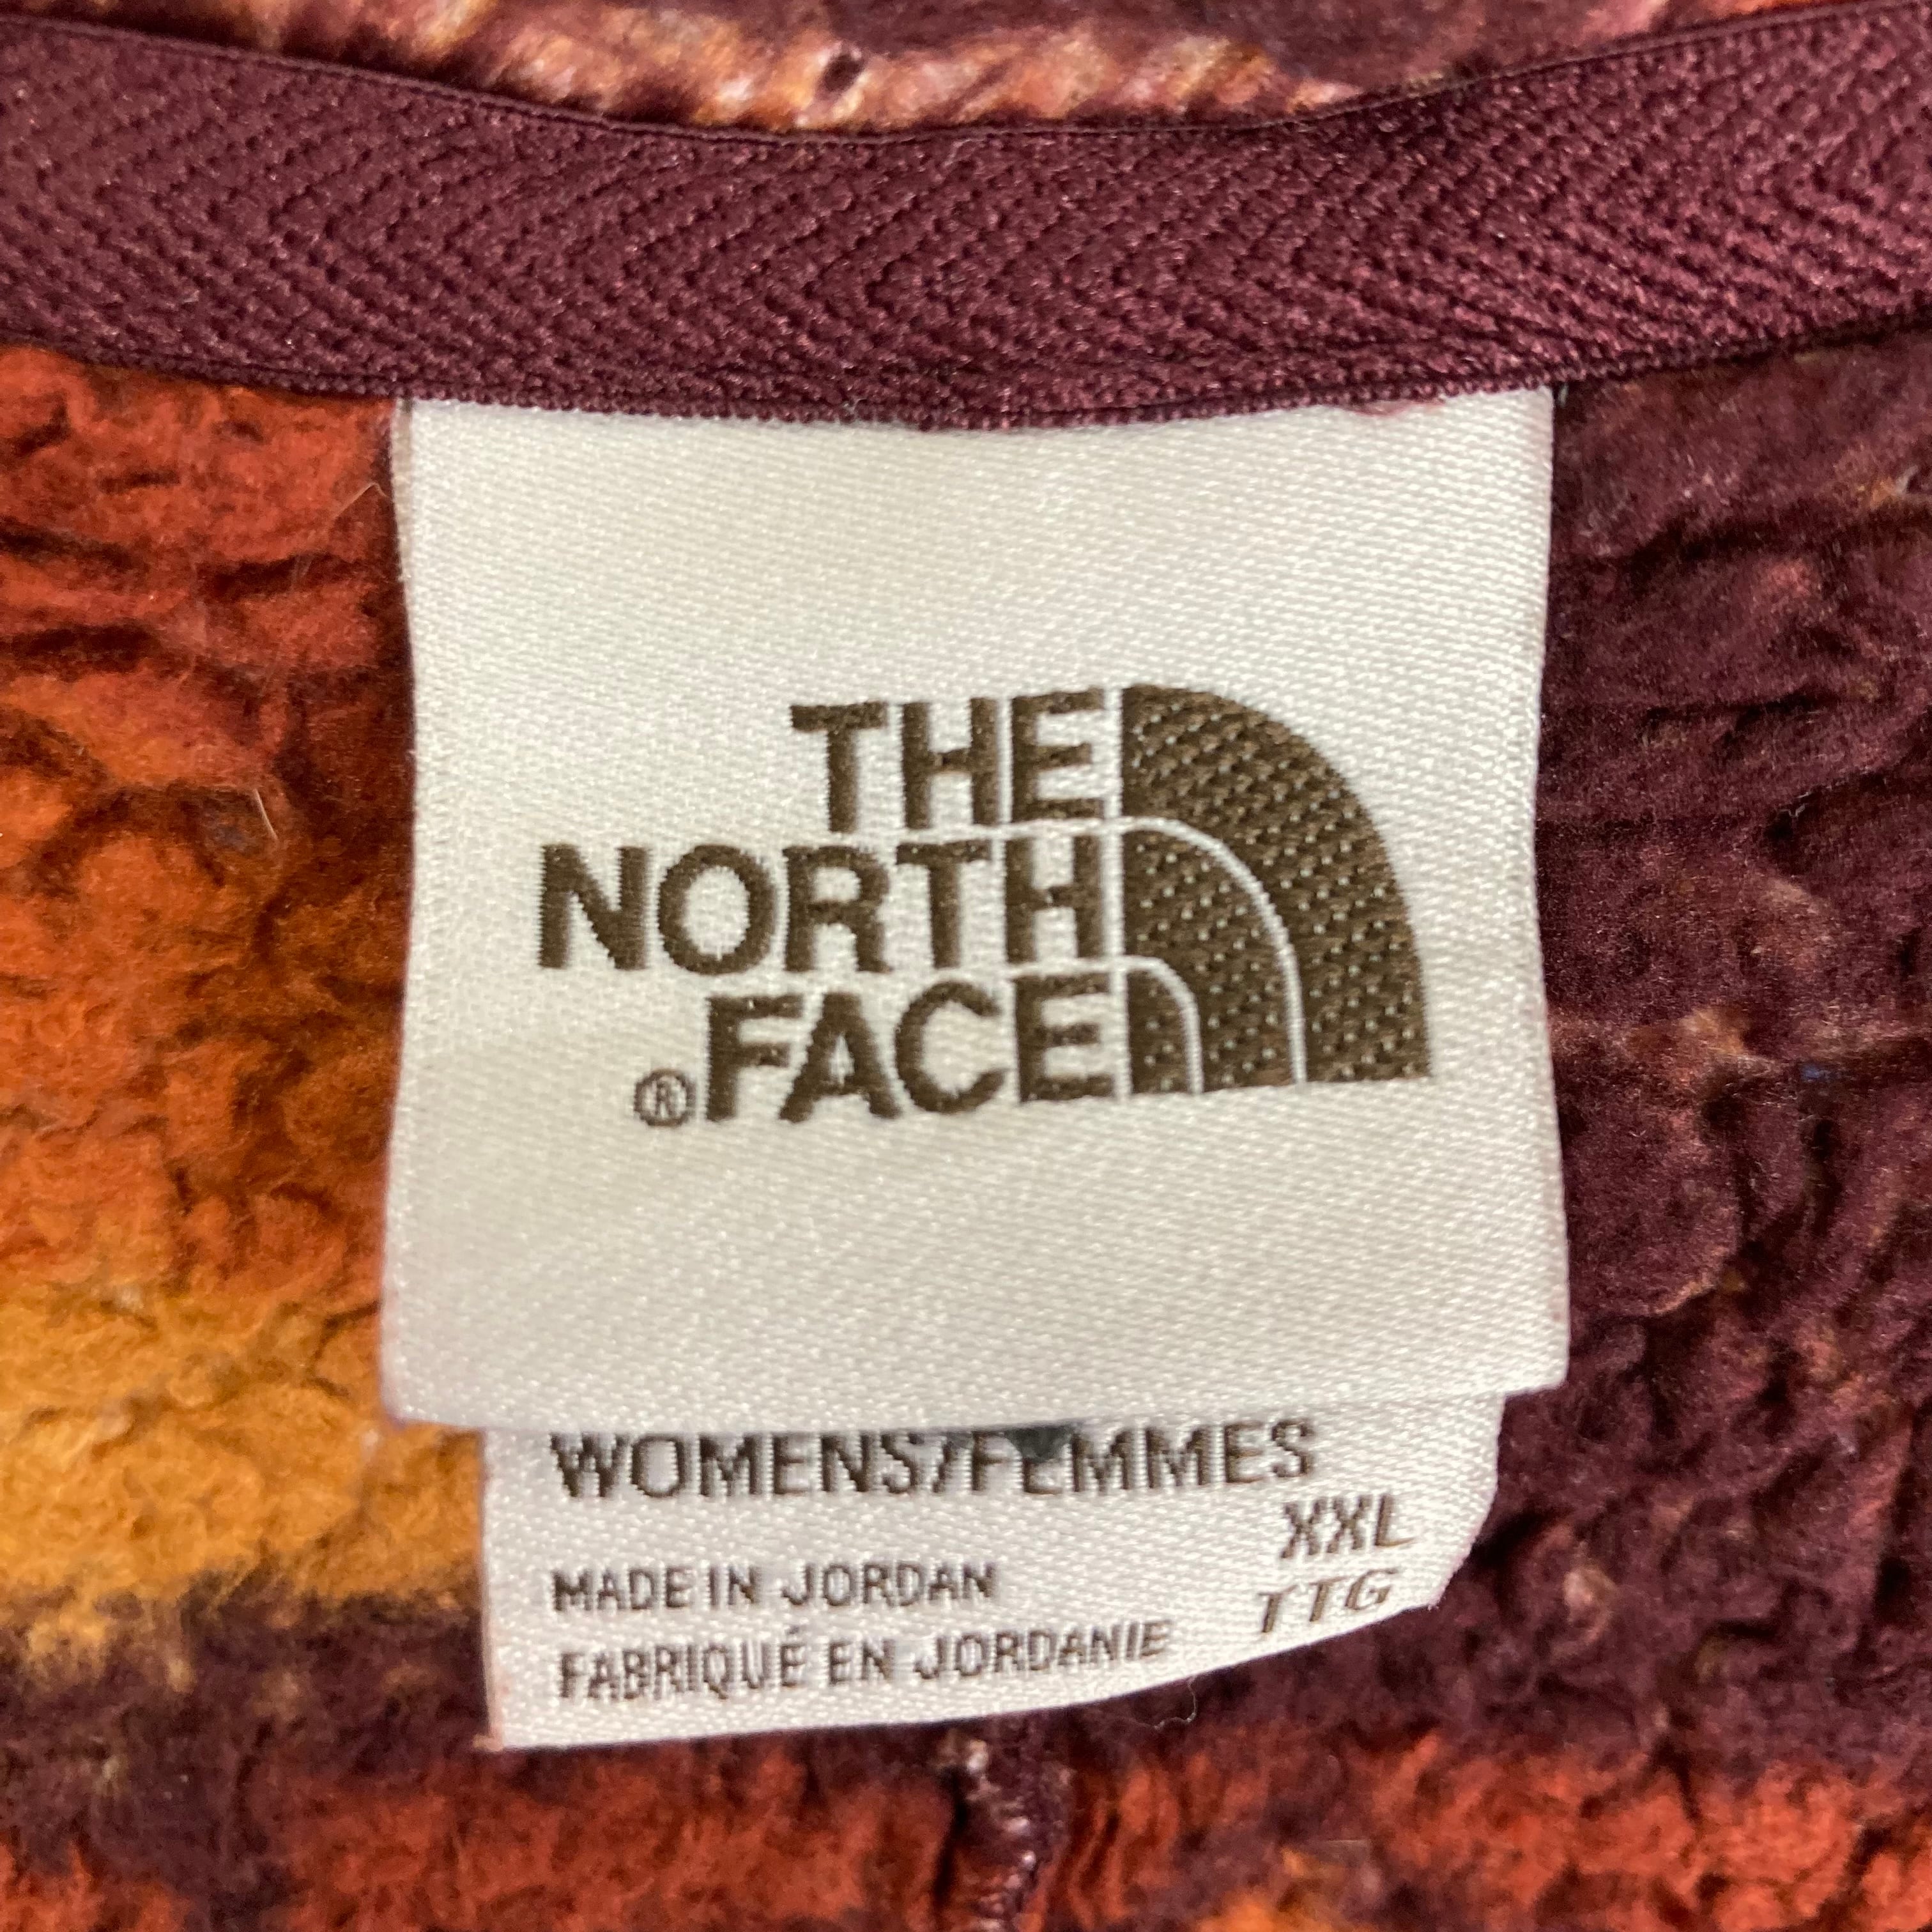 THE
NORTH
®FACE
WOMENS/FEMMES
XXL
MADE IN JORDAN
TTG
FABRIQUÉ EN JORDANIE